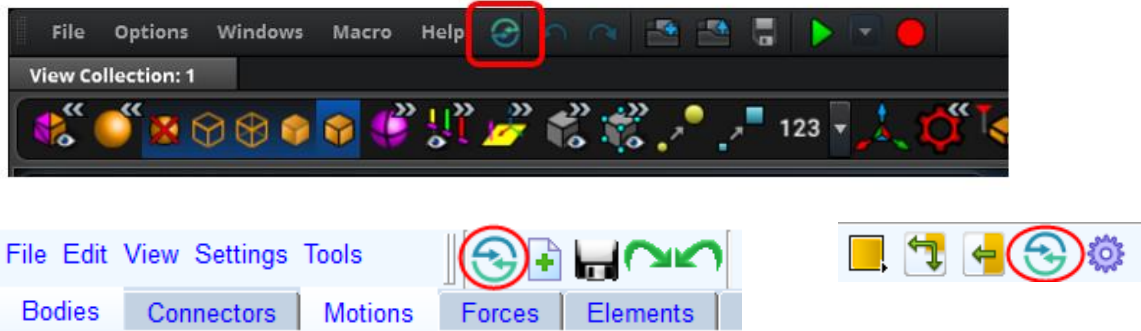 File Options Windows Macro Help
View Collection: 1
123
File Edit View Settings Tools
Bodies Connectors Motions Forces Elements